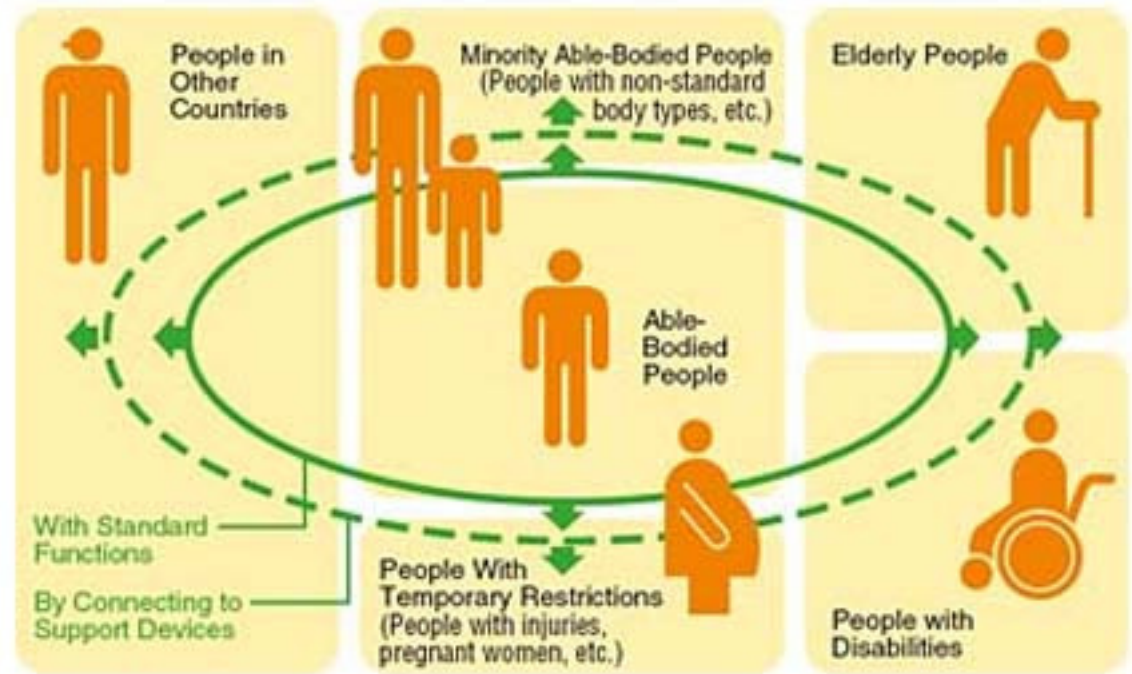 People in
Other
Countries
Minority Able-Bodied People
(People with non-standard
body types, etc.)
Elderly People
Able-
Bodied
People
With Standard
Functions
By Connecting to
Support Devices
People With
Temporary Restrictions
(People with injuries,
pregnant women, etc.)
People with
Disabilities